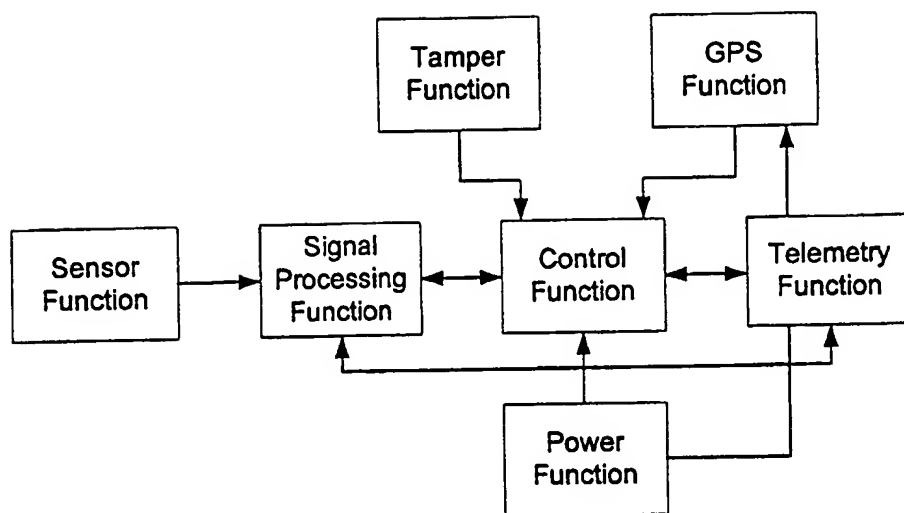 Tamper
Function
GPS
Function
Sensor
Function
Signal
Processing
Function
Control
Function
Telemetry
Function
Power
Function